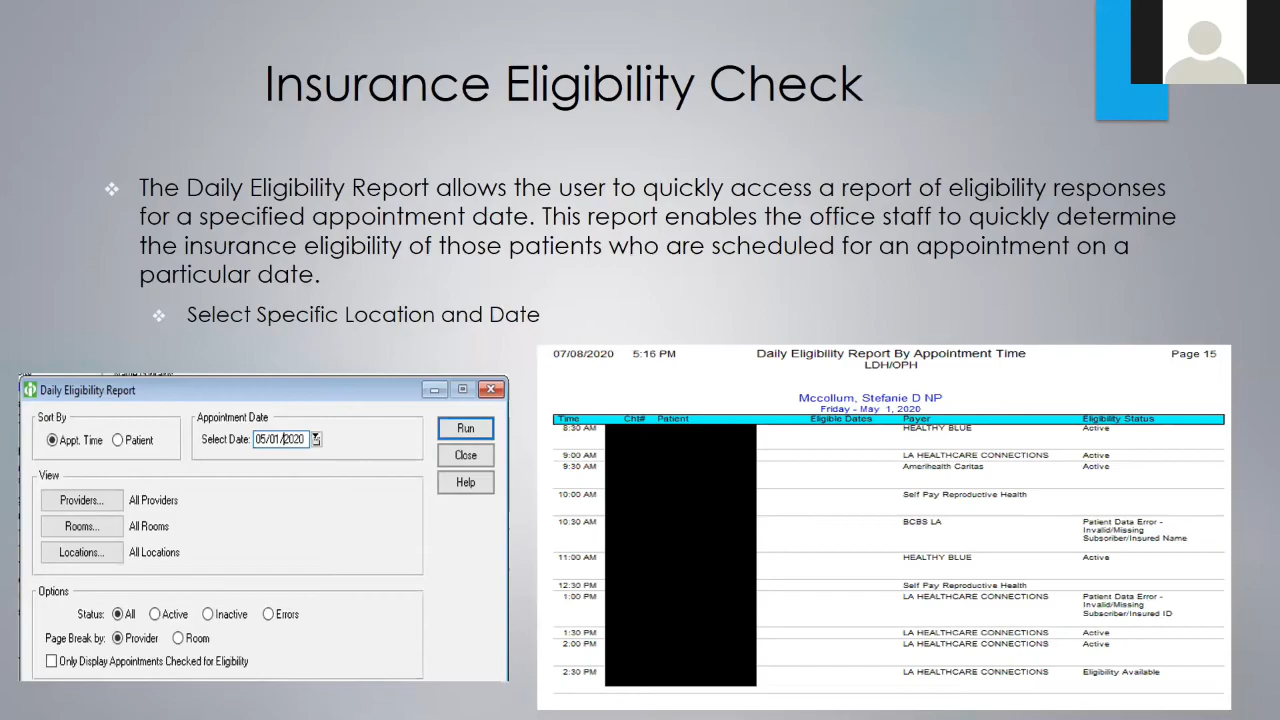 Insurance Eligibility Check
The Daily Eligibility Report allows the user to quickly access a report of eligibility responses
for a specified appointment date. This report enables the office staff to quickly determine
the insurance eligibility of those patients who are scheduled for an appointment on a
particular date.
Select Specific Location and Date
Daily Eligibility Report
Sort By
Appt. Time Patient
Appointment Date
Select Date: 05/01/2020
Run
Close
Help
View
Providers... All Providers
Rooms... All Rooms
Locations... All Locations
Options
Status: All Active Inactive Errors
Page Break by: Provider Room
Only Display Appointments Checked for Eligibility
07/08/2020 5:16 PM Daily Eligibility Report By Appointment Time Page 15
LDH/OPH
Mccollum, Stefanie D NP
Friday - May 1, 2020
Time Cht# Patient Eligible Dates Payer Eligibility Status
8:30 AM HEALTHY BLUE Active
9:00 AM LA HEALTHCARE CONNECTIONS Active
9:30 AM Amerihealth Caritas Active
10:00 AM Self Pay Reproductive Health
10:30 AM BCBS LA Patient Data Error -
Invalid/Missing
Subscriber/Insured Name
11:00 AM HEALTHY BLUE Active
12:30 PM Self Pay Reproductive Health
1:00 PM LA HEALTHCARE CONNECTIONS Patient Data Error -
Invalid/Missing
Subscriber/Insured ID
1:30 PM LA HEALTHCARE CONNECTIONS Active
2:00 PM LA HEALTHCARE CONNECTIONS Active
2:30 PM LA HEALTHCARE CONNECTIONS Eligibility Available